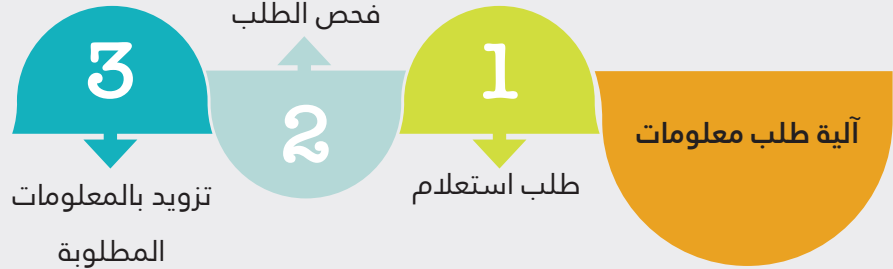 آلية طلب معلومات
1
طلب استعلام
فحص الطلب
2
3
تزويد بالمعلومات
المطلوبة